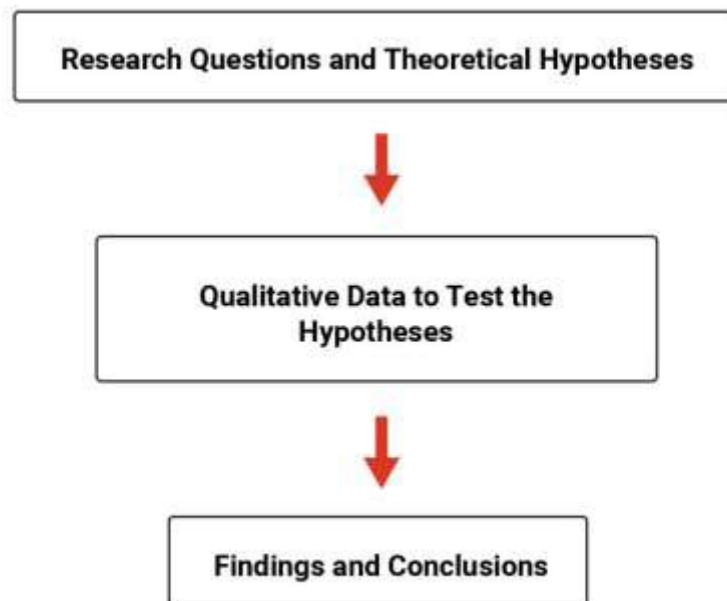 Research Questions and Theoretical Hypotheses
Qualitative Data to Test the
Hypotheses
Findings and Conclusions